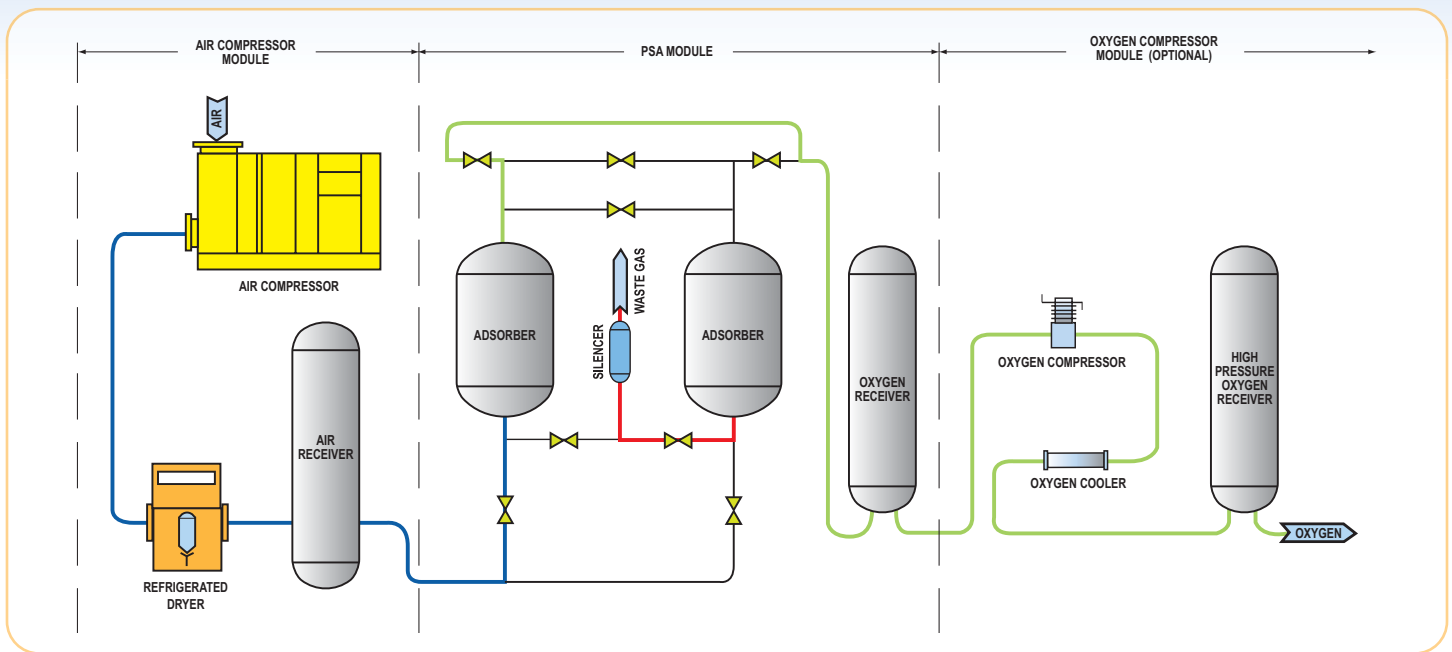 AIR COMPRESSOR
MODULE
PSA MODULE
OXYGEN COMPRESSOR
MODULE (OPTIONAL)
AIR
AIR COMPRESSOR
AIR
RECEIVER
REFRIGERATED
DRYER
ADSORBER
SILENCER
WASTE GAS
ADSORBER
OXYGEN
RECEIVER
OXYGEN COMPRESSOR
OXYGEN COOLER
HIGH
PRESSURE
OXYGEN
RECEIVER
OXYGEN